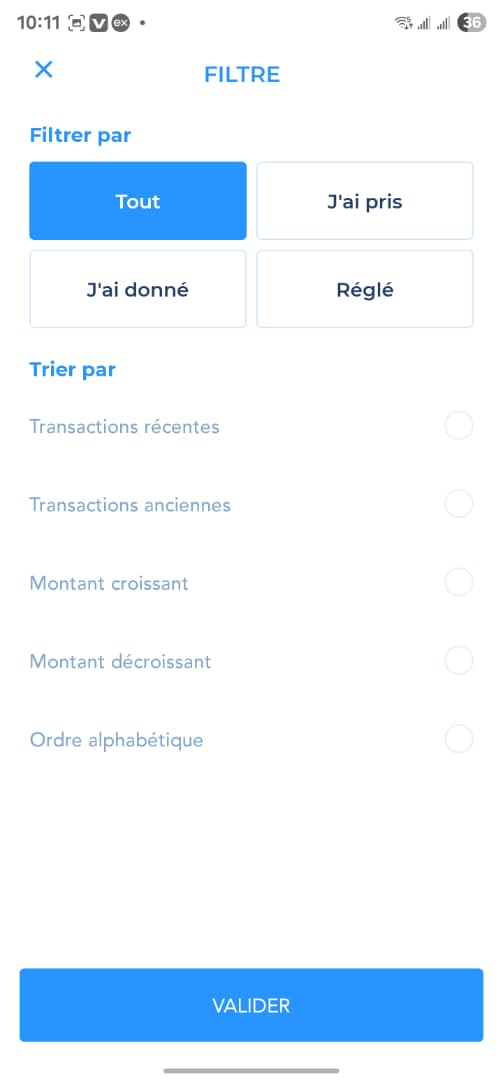 10:11 V ex 36
FILTRE
Filtrer par
Tout J'ai pris
J'ai donné Réglé
Trier par
Transactions récentes
Transactions anciennes
Montant croissant
Montant décroissant
Ordre alphabétique
VALIDER